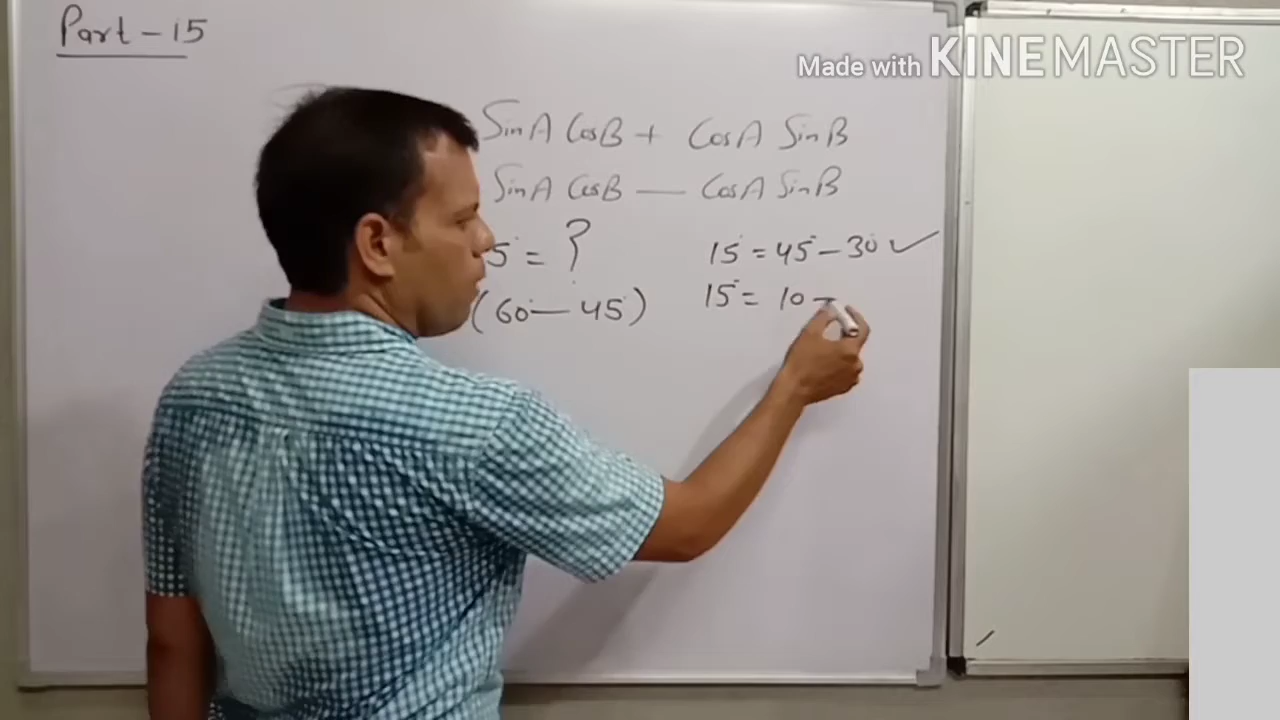 Part - 15
Made with KINEMASTER
SinA CosB + CosA SinB
SinA CosB — CosA SinB
5° = ?
15° = 45° - 30° ✓
(60° — 45°)
15° = 10 -